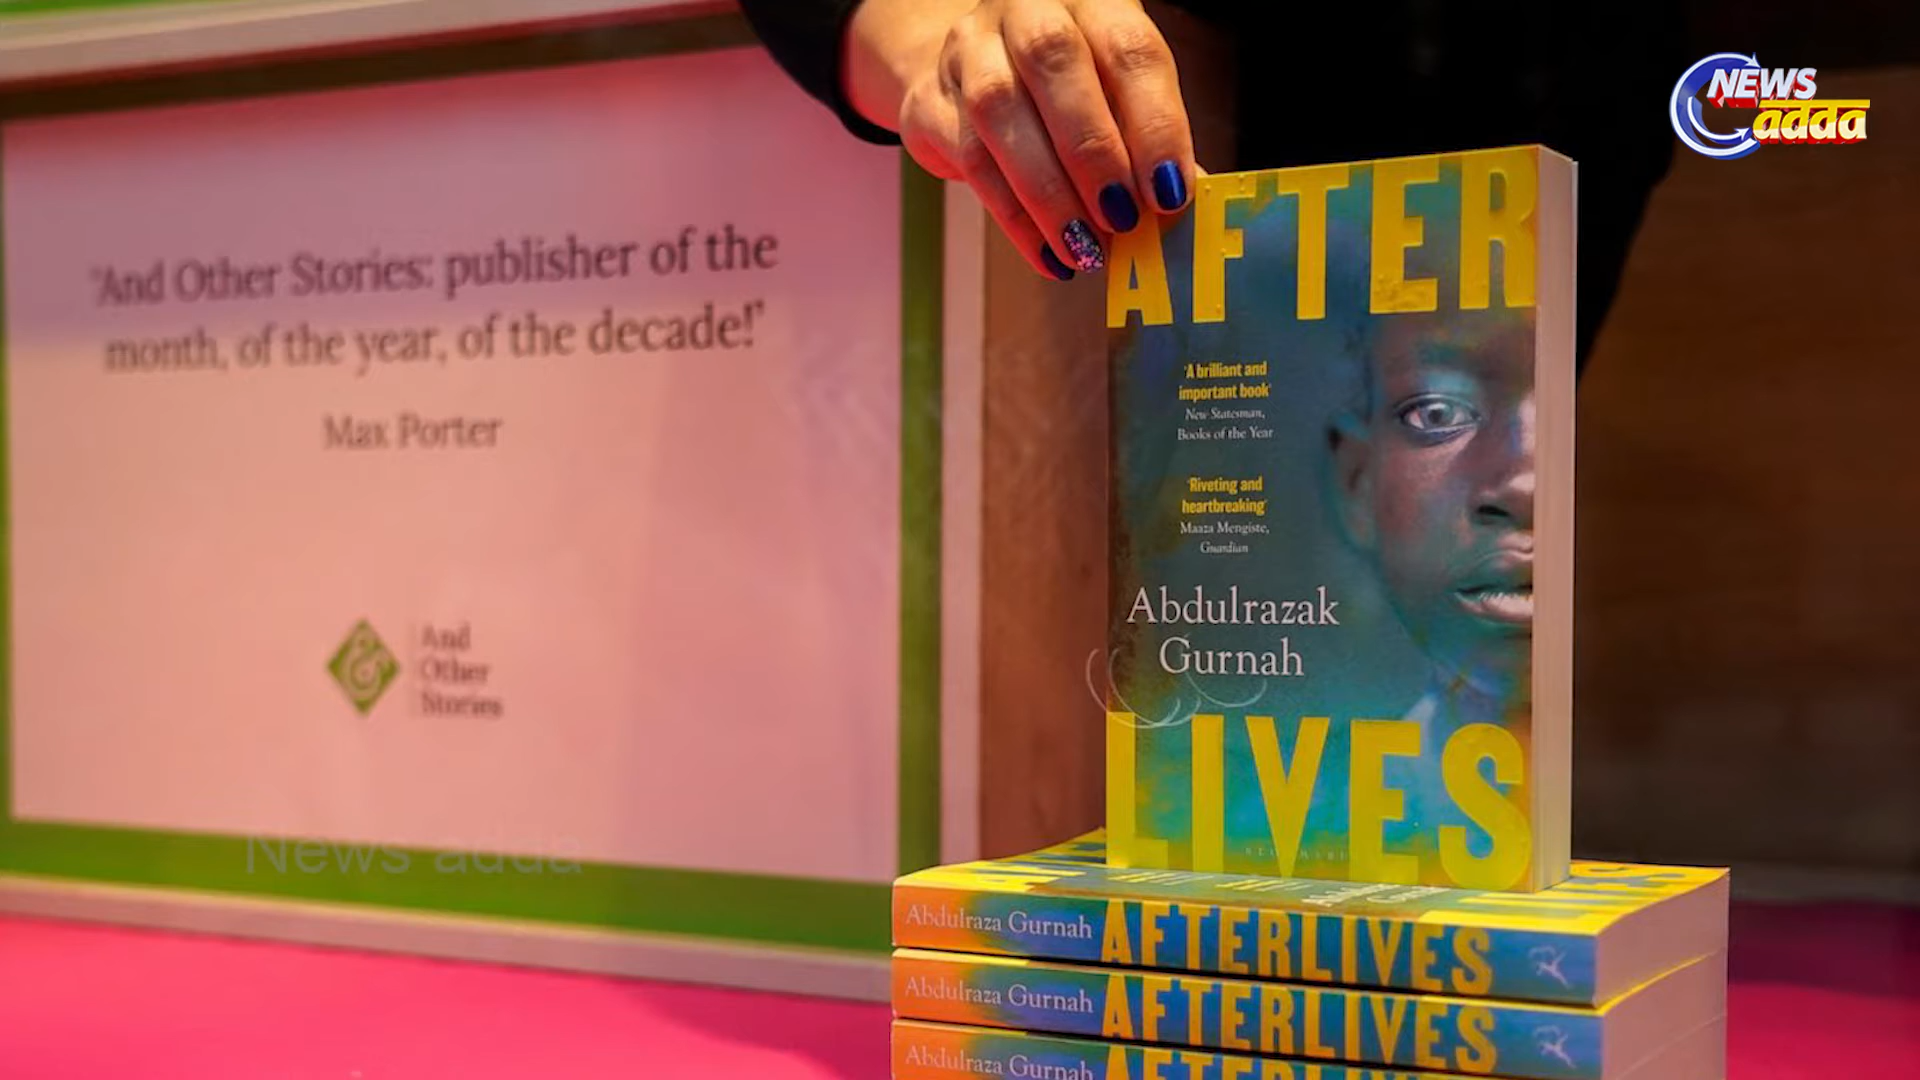 'And Other Stories: publisher of the
month, of the year, of the decade!'
Max Porter
And
Other
Stories
News adda
NEWS
adda
AFTER
'A brilliant and
important book'
New Statesman,
Books of the Year
'Riveting and
heartbreaking'
Maaza Mengiste,
Guardian
Abdulrazak
Gurnah
LIVES
BLOOMSBURY
Abdulraza Gurnah AFTERLIVES
Abdulraza Gurnah AFTERLIVES
Abdulraza Gurnah AFTERLIVES